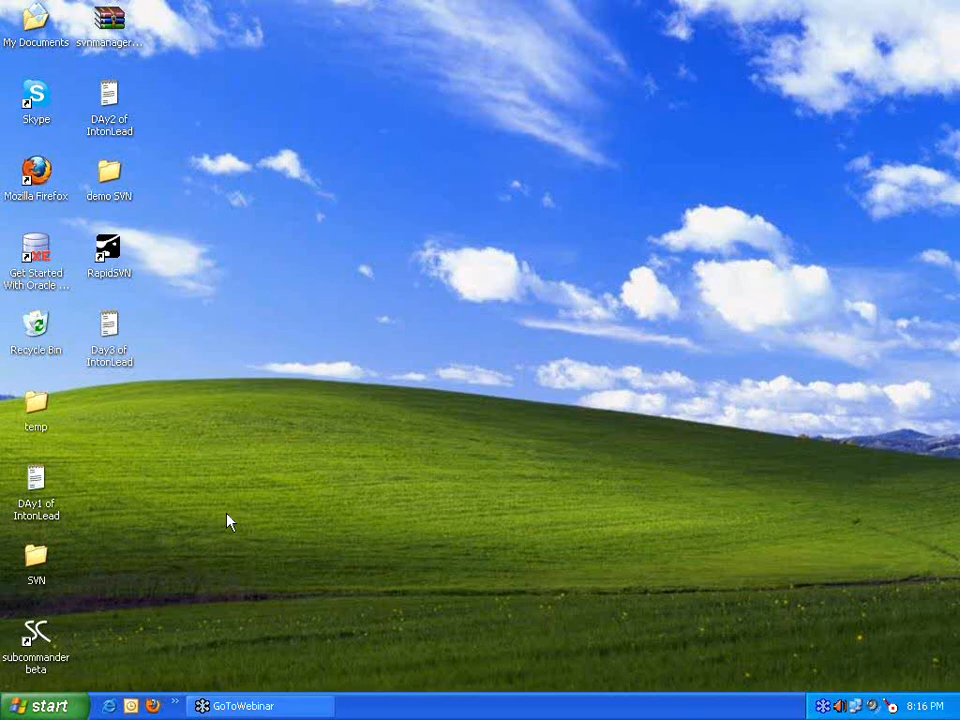 My Documents
svnmanager...
Skype
DAy2 of
IntonLead
Mozilla Firefox
demo SVN
XE
Get Started
With Oracle ...
RapidSVN
Recycle Bin
Day3 of
IntonLead
temp
DAy1 of
IntonLead
SVN
subcommander
beta
start
GoToWebinar
8:16 PM